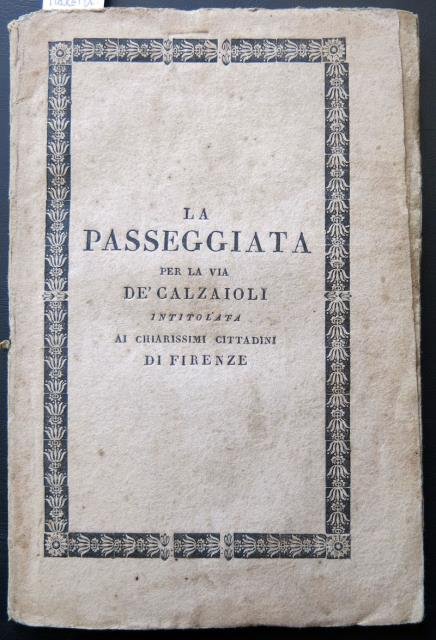 LA
PASSEGGIATA
PER LA VIA
DE' CALZAIOLI
INTITOLATA
AI CHIARISSIMI CITTADINI
DI FIRENZE